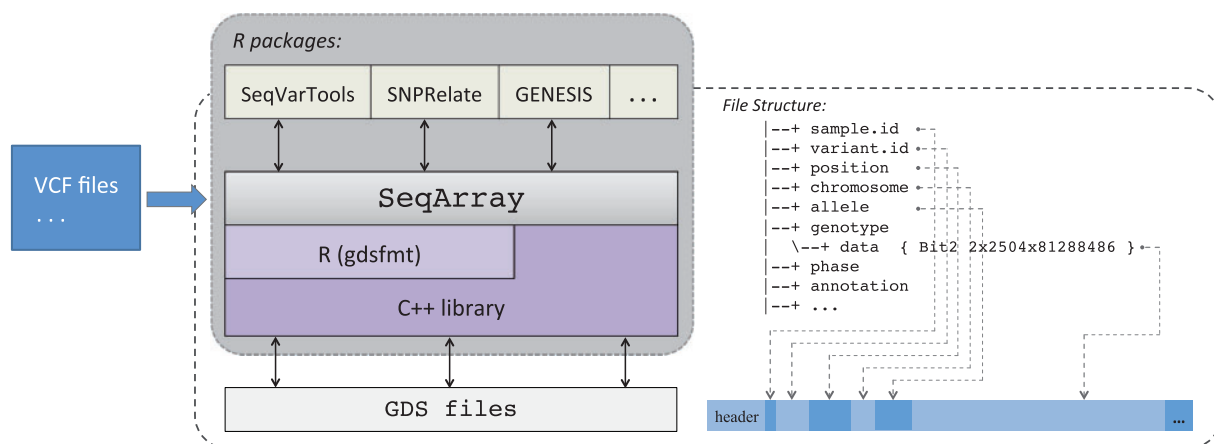 R packages:
SeqVarTools
SNPRelate
GENESIS
...
VCF files
...
SeqArray
R (gdsfmt)
C++ library
GDS files
File Structure:
|--+ sample.id
|--+ variant.id
|--+ position
|--+ chromosome
|--+ allele
|--+ genotype
| \--+ data { Bit2 2x2504x81288486 }
|--+ phase
|--+ annotation
|--+ ...
header
...